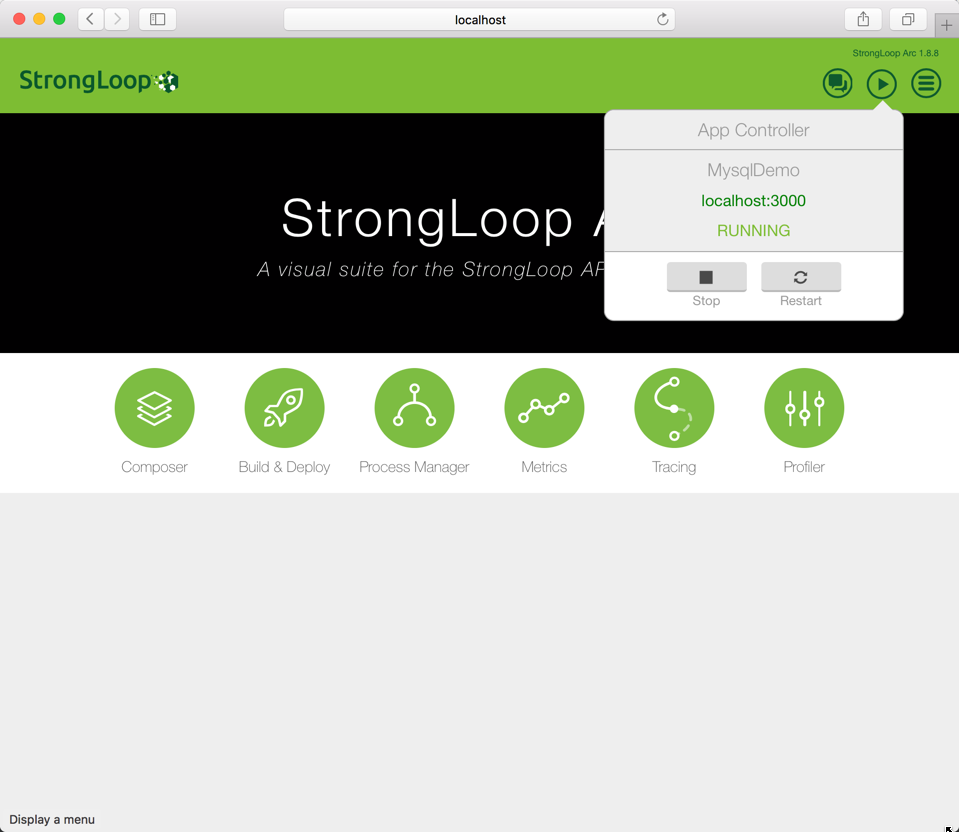 localhost
StrongLoop Arc 1.8.8
StrongLoop
App Controller
MysqlDemo
localhost:3000
RUNNING
Stop
Restart
StrongLoop A
A visual suite for the StrongLoop AP
Composer
Build & Deploy
Process Manager
Metrics
Tracing
Profiler
Display a menu